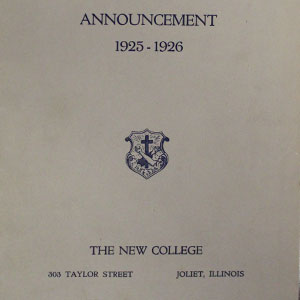 ANNOUNCEMENT
1925-1926
THE NEW COLLEGE
303 TAYLOR STREET JOLIET, ILLINOIS